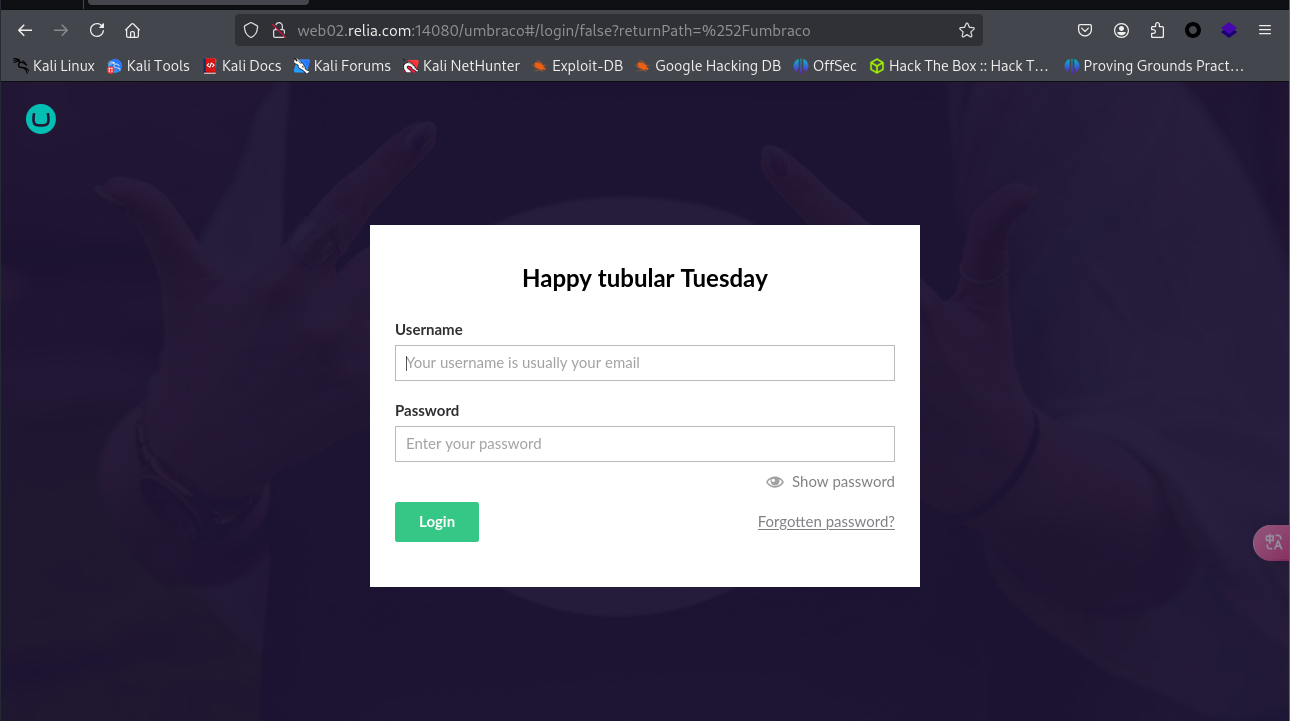 web02.relia.com:14080/umbraco#/login/false?returnPath=%252Fumbraco
Kali Linux Kali Tools Kali Docs Kali Forums Kali NetHunter Exploit-DB Google Hacking DB OffSec Hack The Box :: Hack T… Proving Grounds Pract…
Happy tubular Tuesday
Username
Your username is usually your email
Password
Enter your password
Show password
Login Forgotten password?